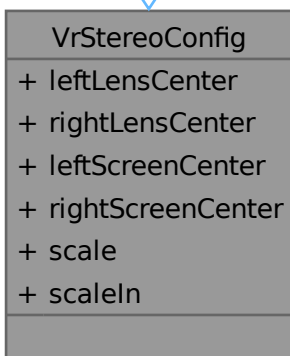 VrStereoConfig
+ leftLensCenter
+ rightLensCenter
+ leftScreenCenter
+ rightScreenCenter
+ scale
+ scaleIn